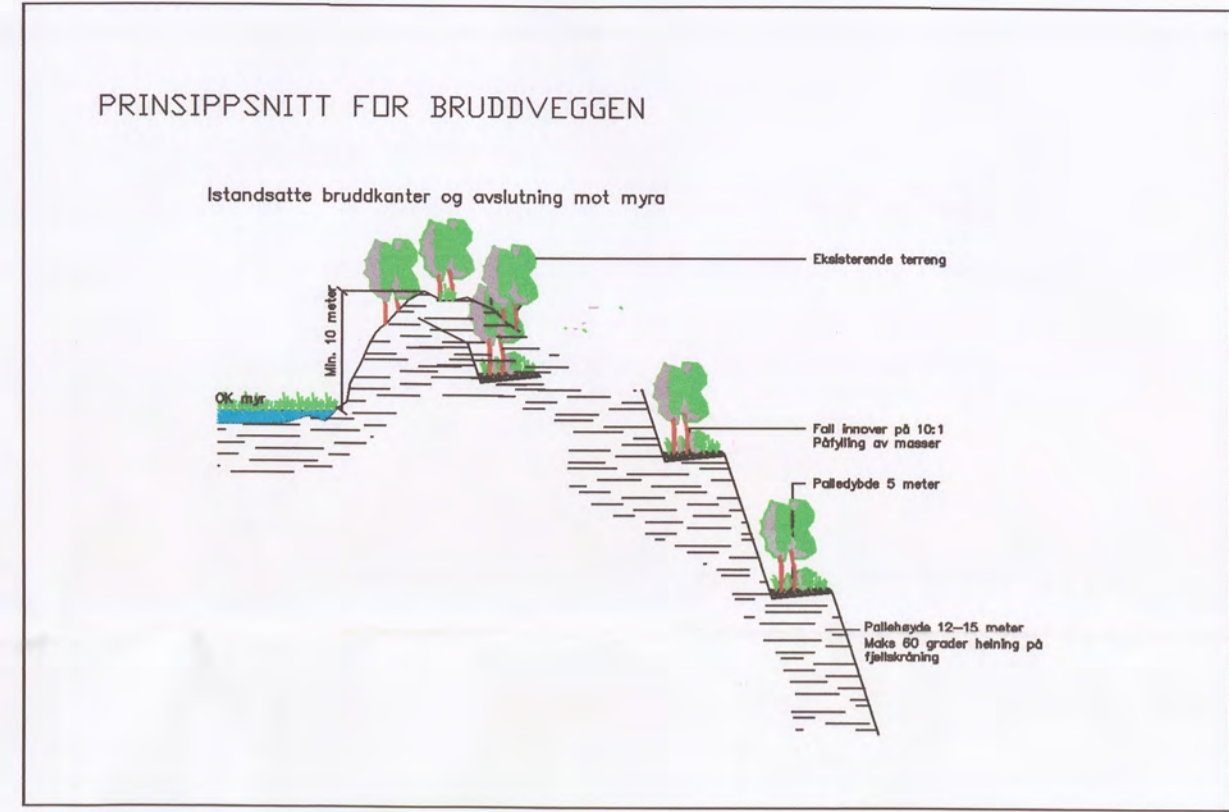 PRINSIPPSNITT FOR BRUDDVEGGEN
Istandsatte bruddkanter og avslutning mot myra
Eksisterende terreng
Min. 10 meter
OK myr
Fall innover på 10:1
Påfylling av masser
Palledybde 5 meter
Pallehøyde 12–15 meter
Maks 60 grader helning på
fjellskråning